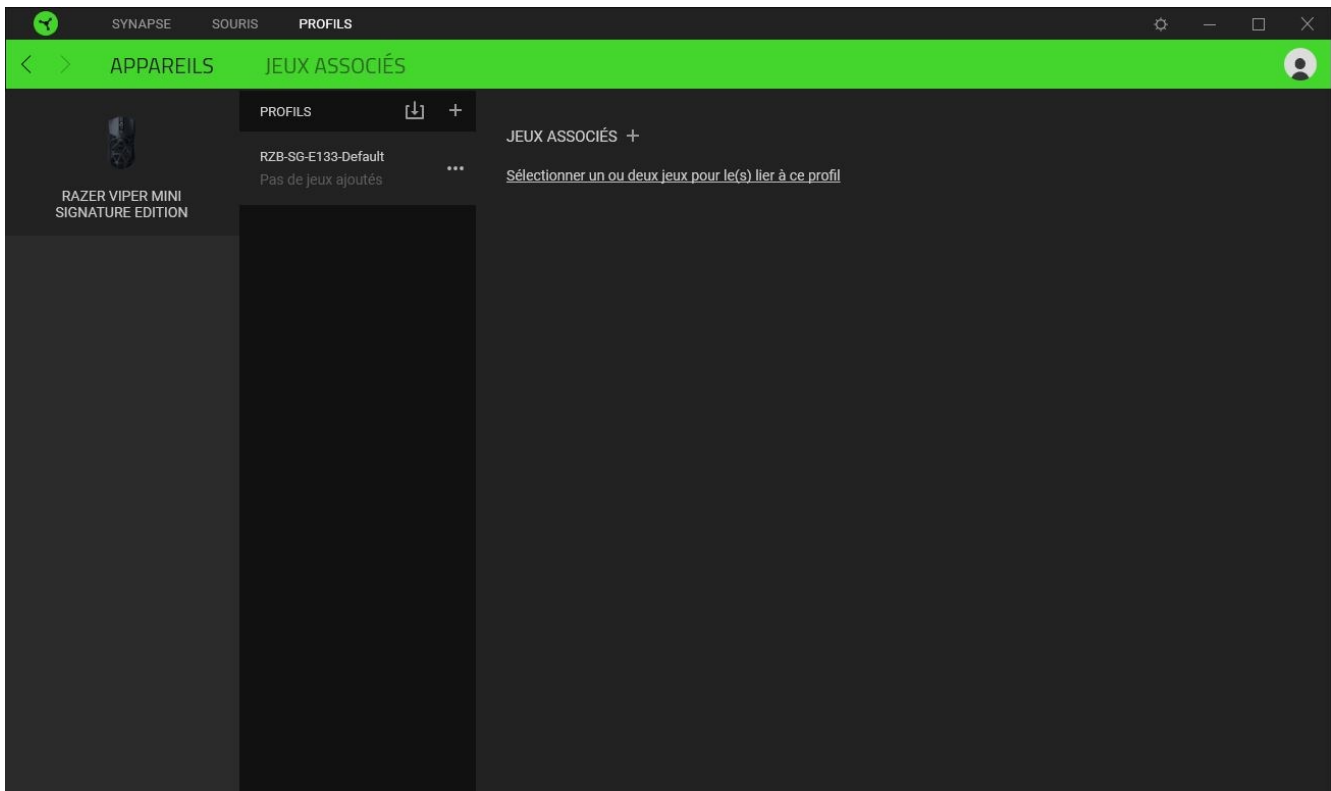 SYNAPSE SOURIS PROFILS
APPAREILS JEUX ASSOCIÉS
RAZER VIPER MINI
SIGNATURE EDITION
PROFILS
RZB-SG-E133-Default
Pas de jeux ajoutés
JEUX ASSOCIÉS
Sélectionner un ou deux jeux pour le(s) lier à ce profil